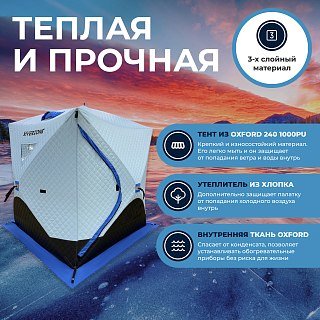 ТЕПЛАЯ
И ПРОЧНАЯ
3
3-х слойный
материал
ТЕНТ ИЗ OXFORD 240 1000PU
Крепкий и износостойкий материал.
Его легко мыть и он защищает
от попадания ветра и воды внутрь
УТЕПЛИТЕЛЬ ИЗ ХЛОПКА
Дополнительно защищает палатку
от попадания холодного воздуха
внутрь
ВНУТРЕННЯЯ ТКАНЬ OXFORD
Спасает от конденсата, позволяет
устанавливать обогревательные
приборы без риска для жизни